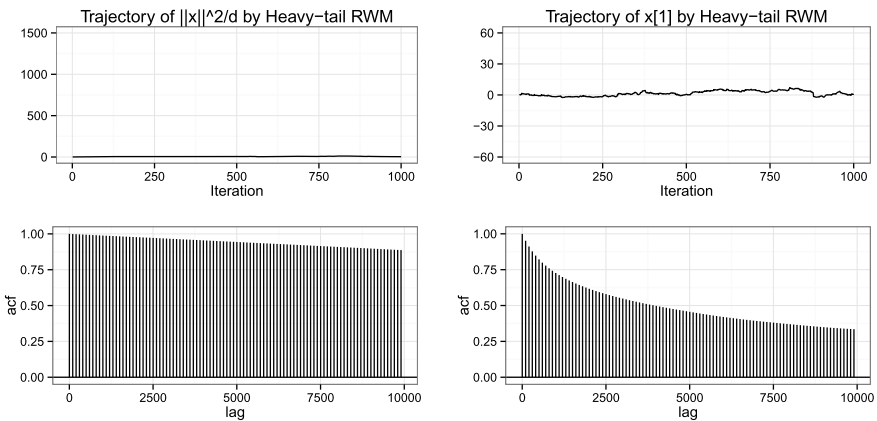 Trajectory of ||x||^2/d by Heavy−tail RWM
1500
1000
500
0
0 250 500 750 1000
Iteration
Trajectory of x[1] by Heavy−tail RWM
60
30
0
−30
−60
0 250 500 750 1000
Iteration
1.00
0.75
0.50
0.25
0.00
acf
0 2500 5000 7500 10000
lag
1.00
0.75
0.50
0.25
0.00
acf
0 2500 5000 7500 10000
lag